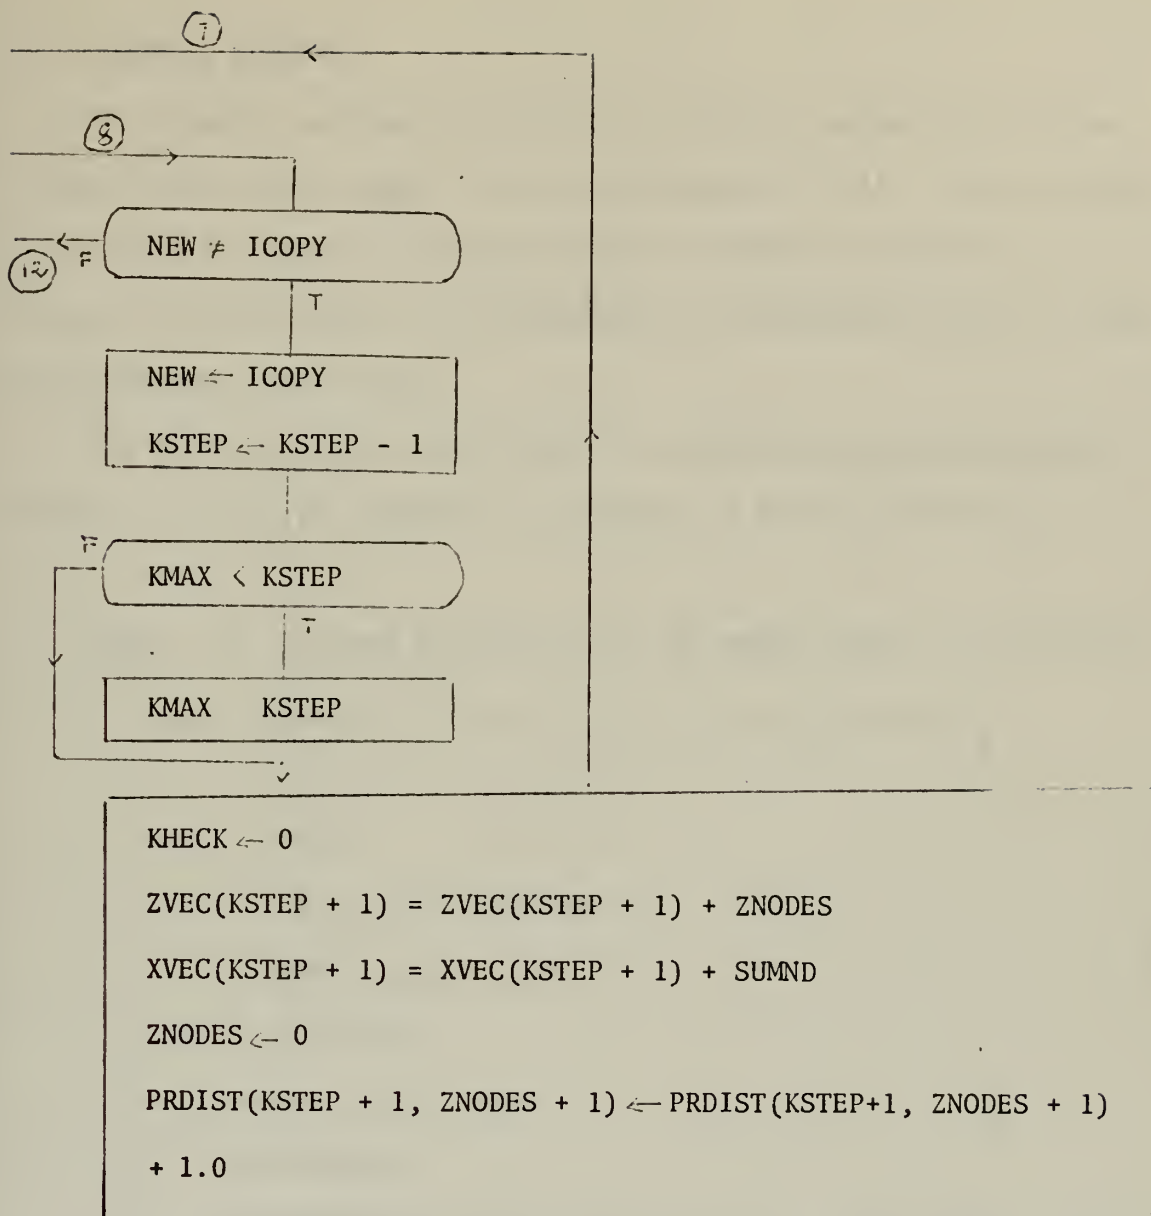 7
8
NEW ≠ ICOPY
F
12
T
NEW ← ICOPY
KSTEP ← KSTEP - 1
F
KMAX < KSTEP
T
KMAX KSTEP
KHECK ← 0
ZVEC(KSTEP + 1) = ZVEC(KSTEP + 1) + ZNODES
XVEC(KSTEP + 1) = XVEC(KSTEP + 1) + SUMND
ZNODES ← 0
PRDIST(KSTEP + 1, ZNODES + 1) ← PRDIST(KSTEP+1, ZNODES + 1)
+ 1.0